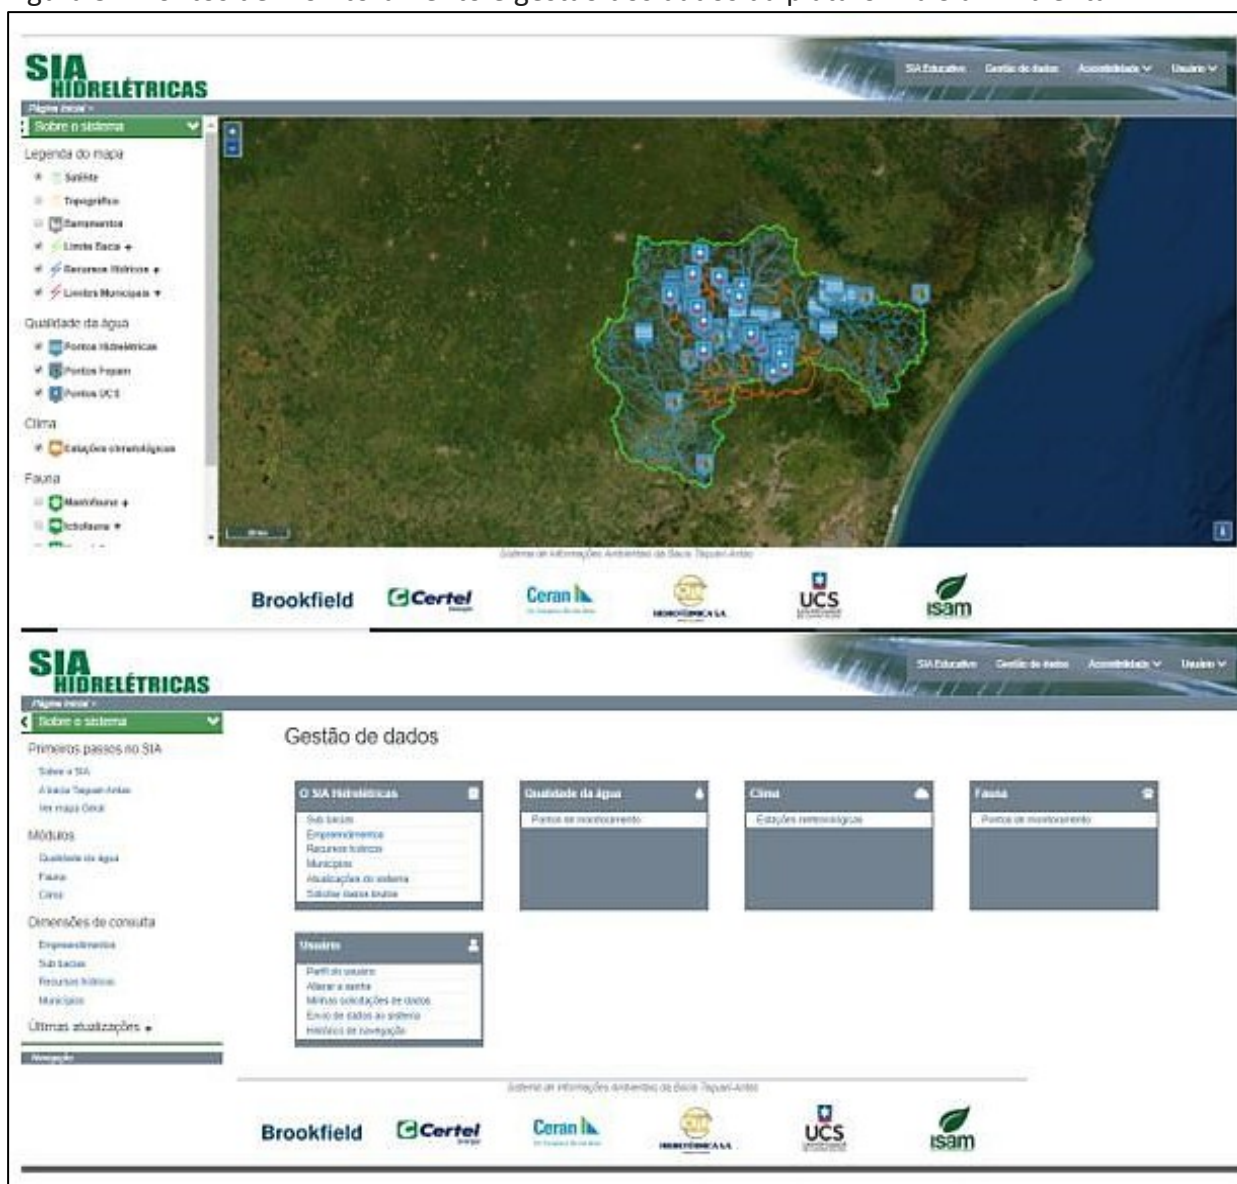 SIA
HIDRELÉTRICAS
SIA Educativo Gestão de dados Acessibilidade Usuário
Página Inicial >
Sobre o sistema
Legenda do mapa
Satélite
Topográfico
Barramentos
Limite Bacia +
Recursos Hídricos +
Limites Municipais +
Qualidade da água
Pontos Hidrelétricas
Pontos Fepam
Pontos UCS
Clima
Estações climatológicas
Fauna
Mastofauna +
Ictiofauna +
Sistema de Informações Ambientais da Bacia Taquari-Antas
Brookfield
Certel
Energia
Ceran
HIDROTÉRMICA S.A.
UCS
isam
SIA
HIDRELÉTRICAS
SIA Educativo Gestão de dados Acessibilidade Usuário
Página Inicial >
Sobre o sistema
Primeiros passos no SIA
Sobre o SIA
A bacia Taquari-Antas
Ver mapa Geral
Módulos
Qualidade da água
Fauna
Clima
Dimensões de consulta
Empreendimentos
Sub bacias
Recursos hídricos
Municípios
Últimas atualizações
Navegação
Gestão de dados
O SIA Hidrelétricas
Sub bacias
Empreendimentos
Recursos hídricos
Municípios
Atualizações do sistema
Solicitar dados brutos
Qualidade da água
Pontos de monitoramento
Clima
Estações meteorológicas
Fauna
Pontos de monitoramento
Usuário
Perfil do usuário
Alterar a senha
Minhas solicitações de dados
Envio de dados ao sistema
Histórico de navegação
Sistema de Informações Ambientais da Bacia Taquari-Antas
Brookfield
Certel
Energia
Ceran
HIDROTÉRMICA S.A.
UCS
isam